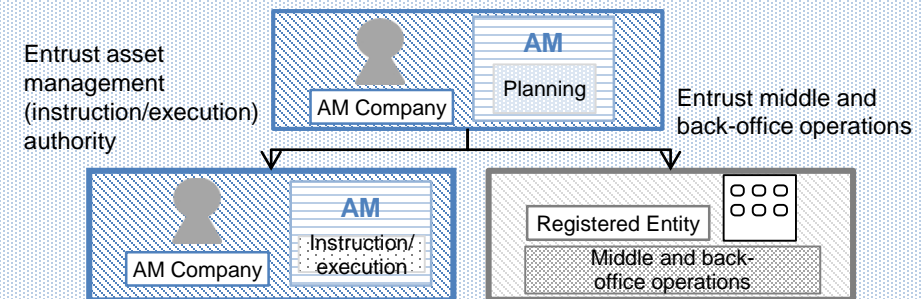 Entrust asset
management
(instruction/execution)
authority
AM
Planning
AM Company
Entrust middle and
back-office operations
AM
Instruction/
execution
AM Company
Registered Entity
Middle and back-
office operations